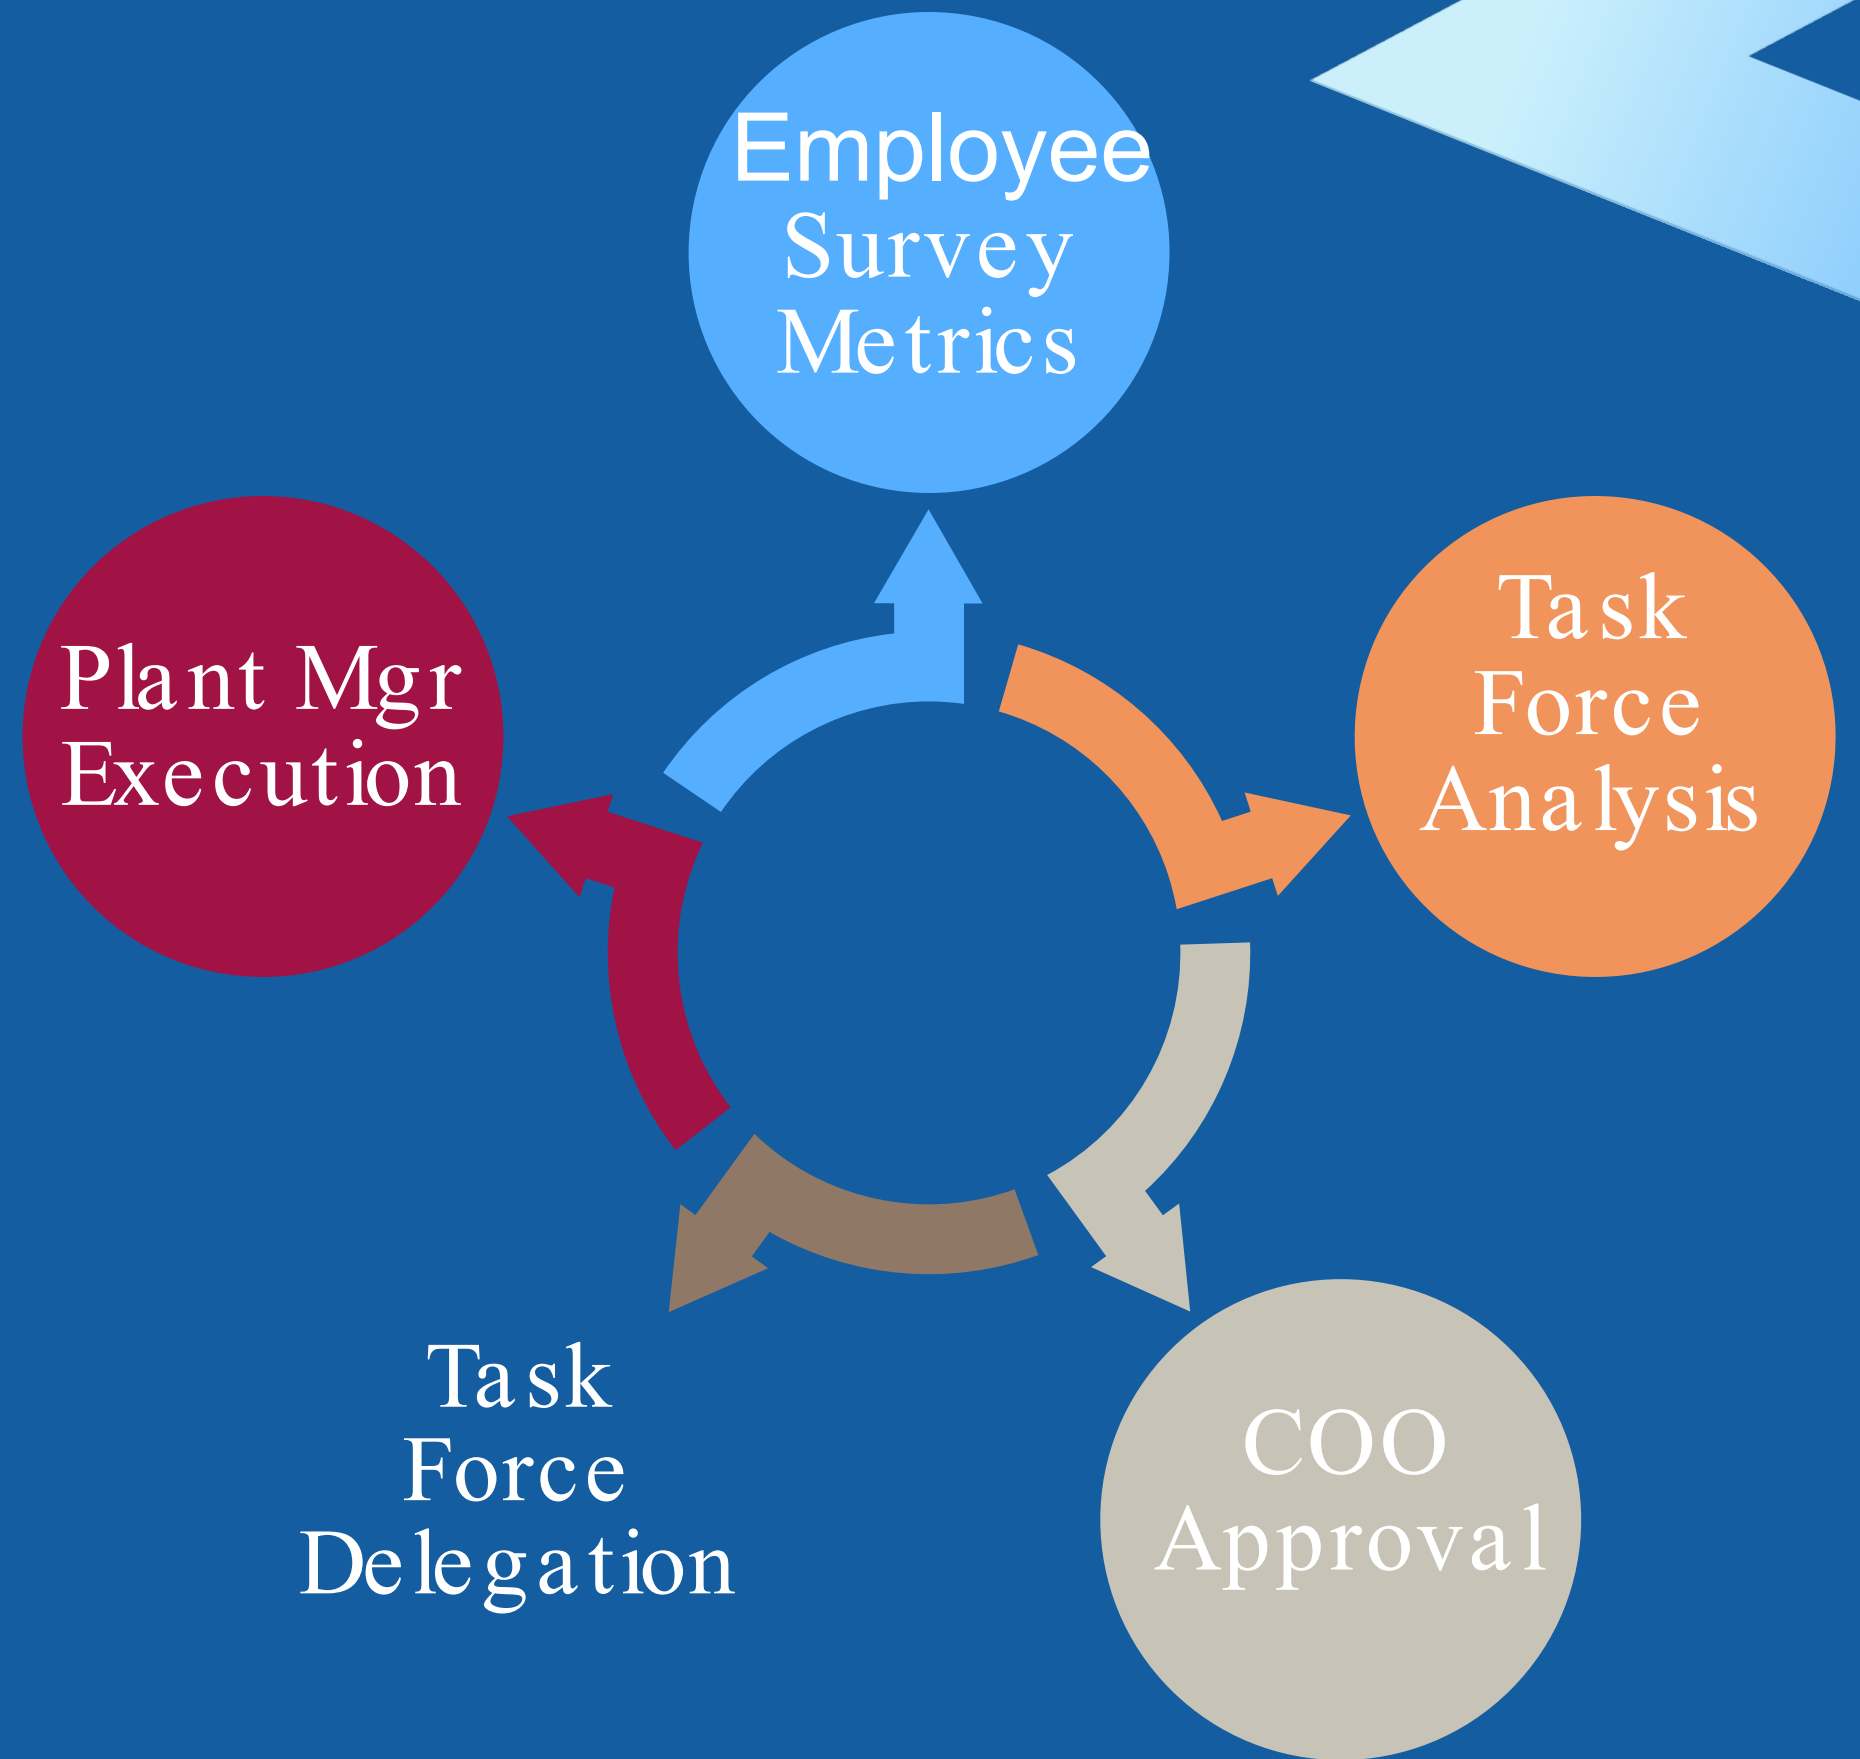 Employee
Survey
Metrics
Task
Force
Analysis
COO
Approval
Task
Force
Delegation
Plant Mgr
Execution